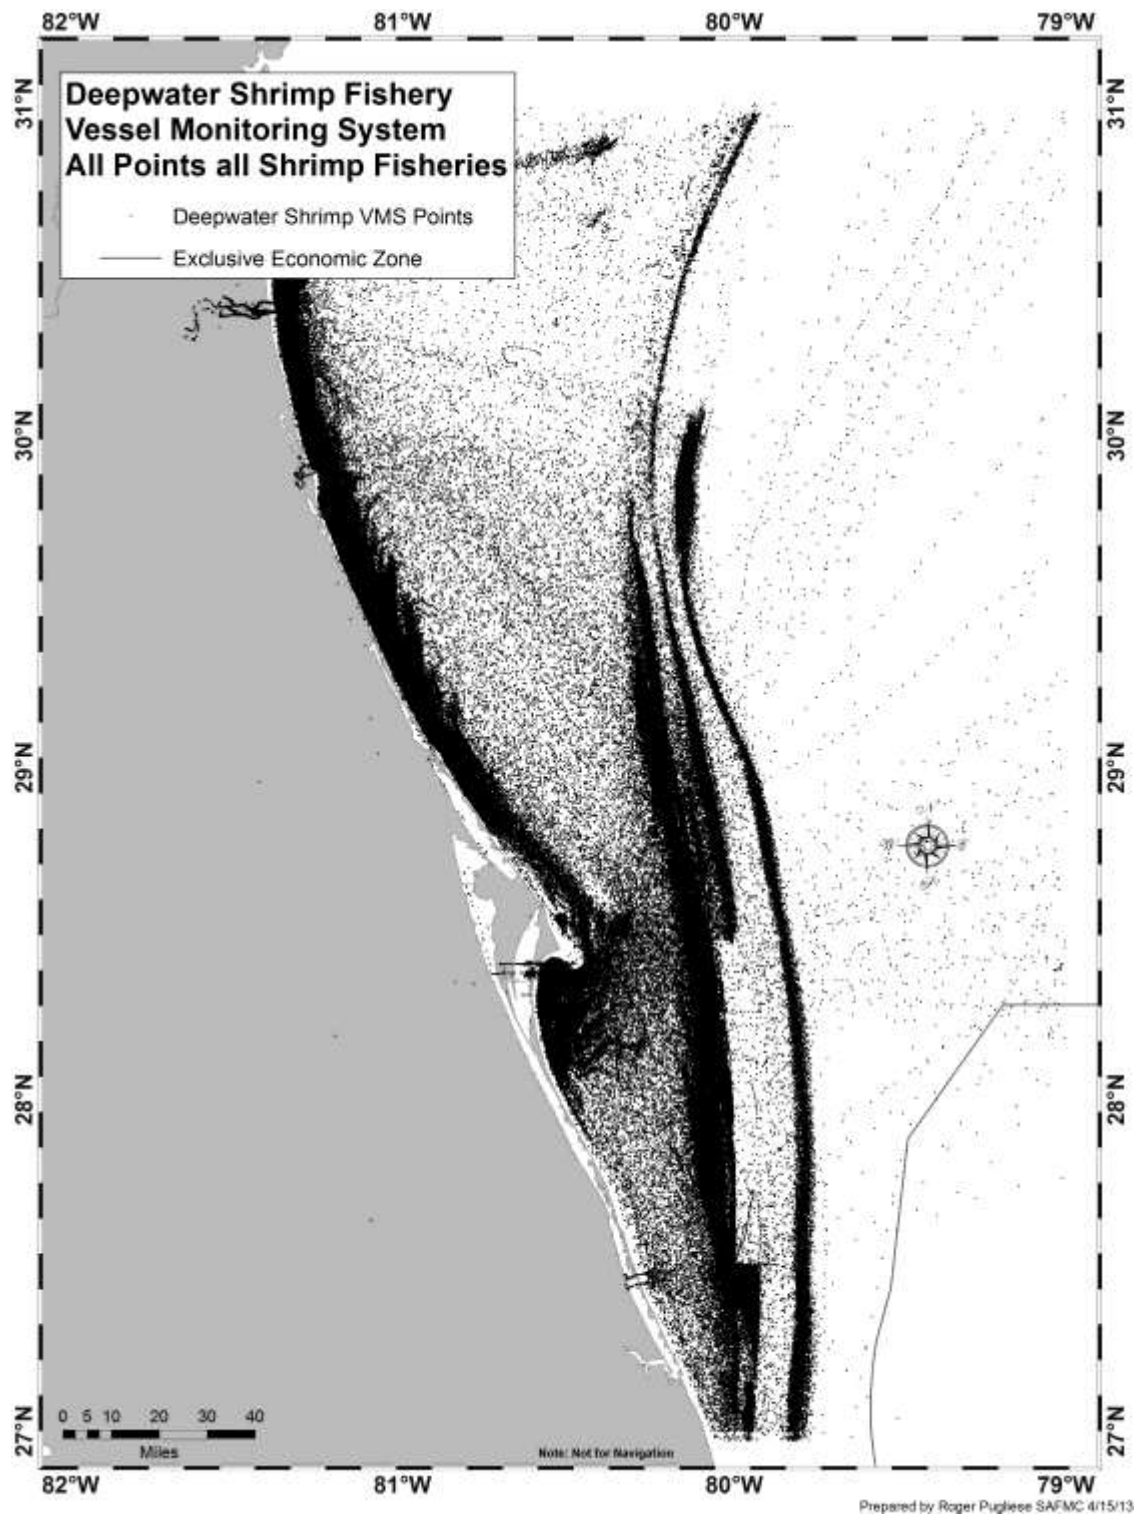 82°W 81°W 80°W 79°W
Deepwater Shrimp Fishery
Vessel Monitoring System
All Points all Shrimp Fisheries
Deepwater Shrimp VMS Points
Exclusive Economic Zone
31°N 31°N
30°N 30°N
29°N 29°N
28°N 28°N
27°N 27°N
0 5 10 20 30 40
Miles
Note: Not for Navigation
82°W 81°W 80°W 79°W
Prepared by Roger Pugliese SAFMC 4/15/13